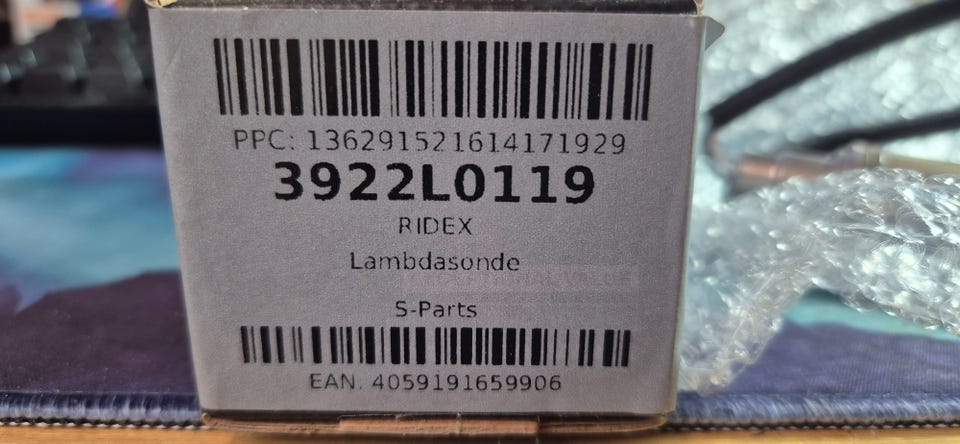 PPC: 136291521614171929
3922L0119
RIDEX
Lambdasonde
S-Parts
EAN: 4059191659906